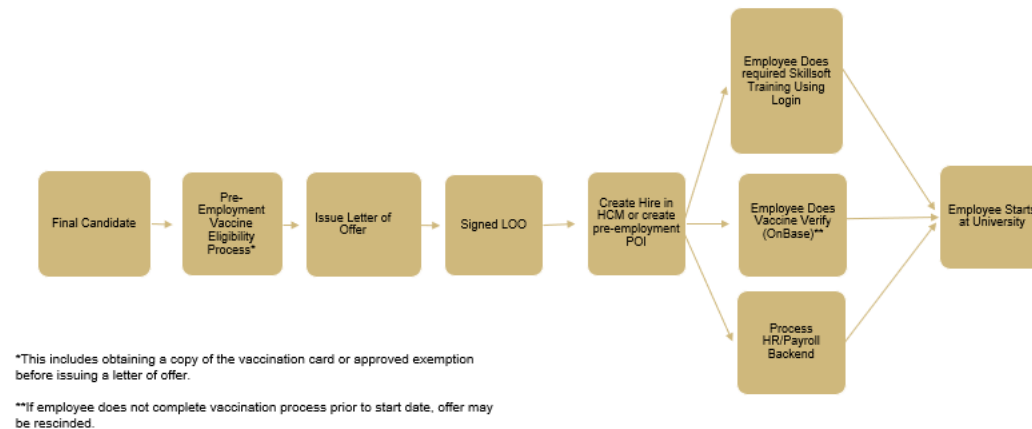 Final Candidate
Pre-
Employment
Vaccine
Eligibility
Process*
Issue Letter of
Offer
Signed LOO
Create Hire in
HCM or create
pre-employment
POI
Employee Does
required Skillsoft
Training Using
Login
Employee Does
Vaccine Verify
(OnBase)**
Process
HR/Payroll
Backend
Employee Starts
at University
*This includes obtaining a copy of the vaccination card or approved exemption
before issuing a letter of offer.
**If employee does not complete vaccination process prior to start date, offer may
be rescinded.